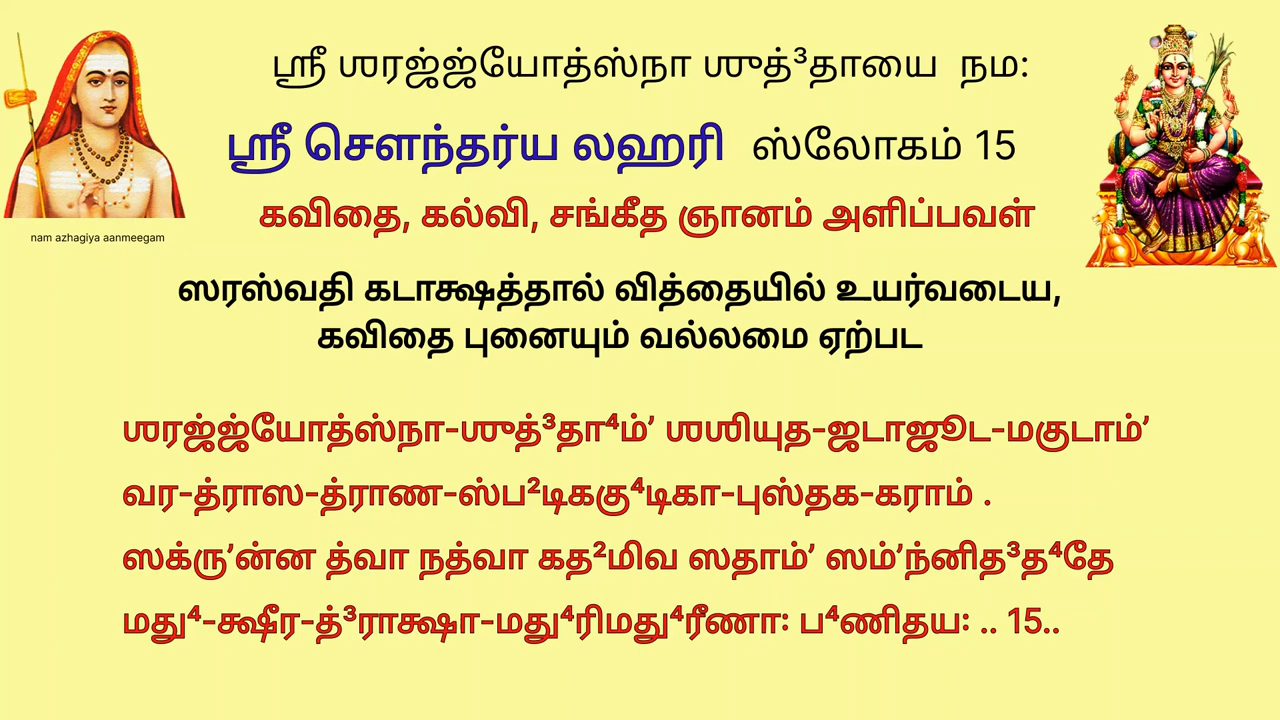 ஸ்ரீ ஶரஜ்ஜ்யோத்ஸ்நா ஶுத்³தாயை நம:
ஸ்ரீ சௌந்தர்ய லஹரி ஸ்லோகம் 15
கவிதை, கல்வி, சங்கீத ஞானம் அளிப்பவள்
nam azhagiya aanmeegam
ஸரஸ்வதி கடாக்ஷத்தால் வித்தையில் உயர்வடைய,
கவிதை புனையும் வல்லமை ஏற்பட
ஶரஜ்ஜ்யோத்ஸ்நா-ஶுத்³தா⁴ம்’ ஶஶியுத-ஜடாஜூட-மகுடாம்’
வர-த்ராஸ-த்ராண-ஸ்ப²டிககு⁴டிகா-புஸ்தக-கராம் .
ஸக்ரு’ன்ன த்வா நத்வா கத²மிவ ஸதாம்’ ஸம்’ந்னித³த⁴தே
மது⁴-க்ஷீர-த்³ராக்ஷா-மது⁴ரிமது⁴ரீணா꞉ ப⁴ணிதய꞉ .. 15..